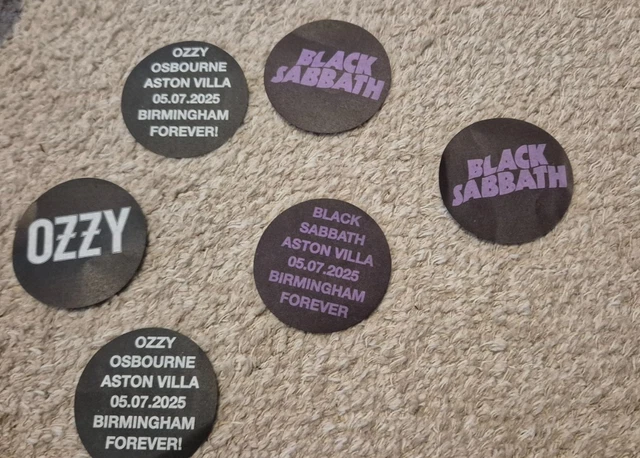 OZZY
OSBOURNE
ASTON VILLA
05.07.2025
BIRMINGHAM
FOREVER!
BLACK
SABBATH
BLACK
SABBATH
OZZY
BLACK
SABBATH
ASTON VILLA
05.07.2025
BIRMINGHAM
FOREVER
OZZY
OSBOURNE
ASTON VILLA
05.07.2025
BIRMINGHAM
FOREVER!